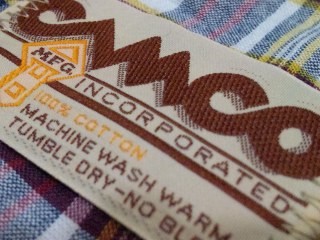 CAMCO
MFG.
INCORPORATED
100% COTTON
MACHINE WASH WARM
TUMBLE DRY-NO